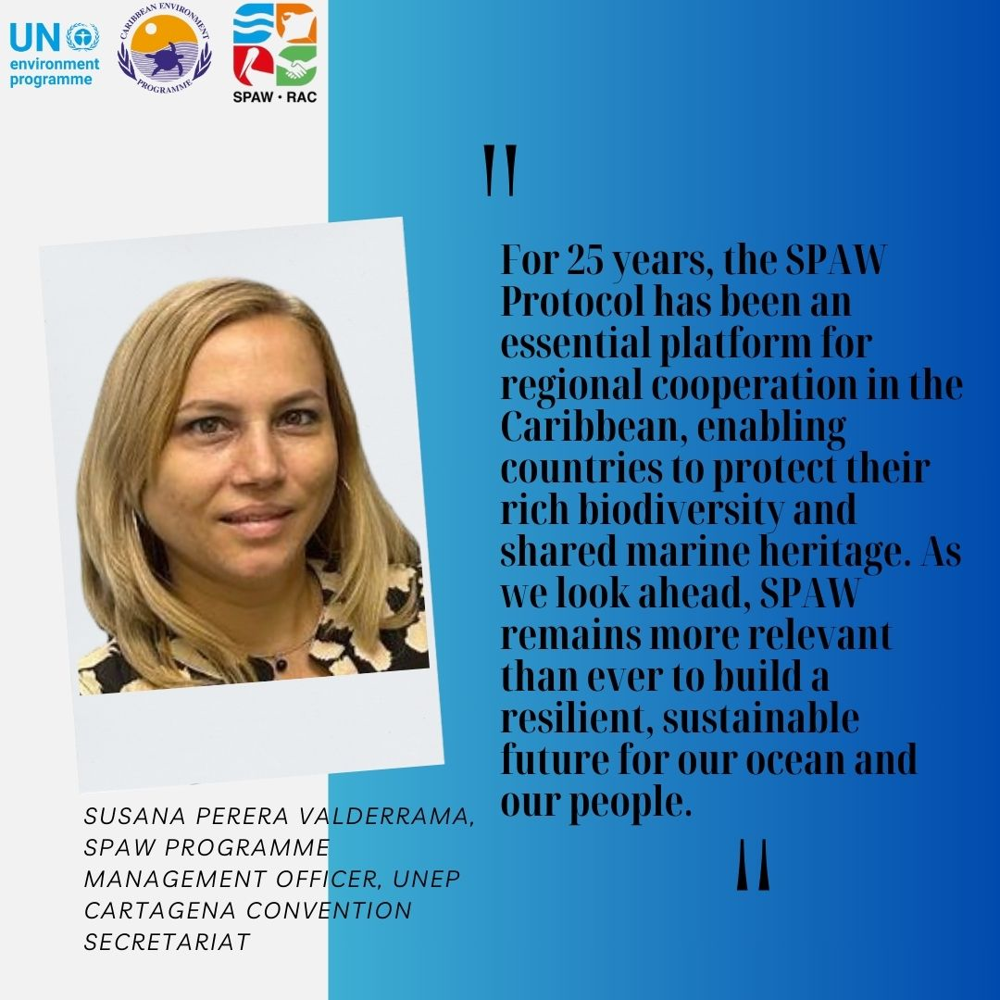 UN
environment
programme
CARIBBEAN ENVIRONMENT
PROGRAMME
SPAW • RAC
"
For 25 years, the SPAW
Protocol has been an
essential platform for
regional cooperation in the
Caribbean, enabling
countries to protect their
rich biodiversity and
shared marine heritage. As
we look ahead, SPAW
remains more relevant
than ever to build a
resilient, sustainable
future for our ocean and
our people.
"
SUSANA PERERA VALDERRAMA,
SPAW PROGRAMME
MANAGEMENT OFFICER, UNEP
CARTAGENA CONVENTION
SECRETARIAT